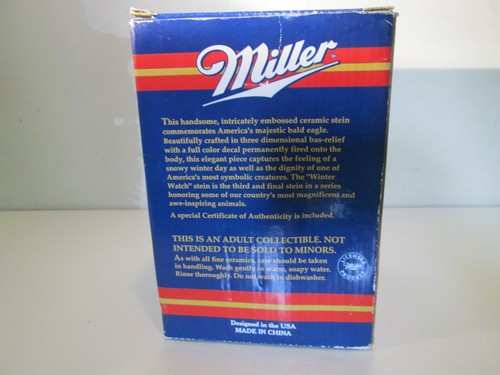 Miller
This handsome, intricately embossed ceramic stein
commemorates America's majestic bald eagle.
Beautifully crafted in three dimensional bas-relief
with a full color decal permanently fired onto the
body, this elegant piece captures the feeling of a
snowy winter day as well as the dignity of one of
America's most symbolic creatures. The "Winter
Watch" stein is the third and final stein in a series
honoring some of our country's most magnificent and
awe-inspiring animals.
A special Certificate of Authenticity is included.
THIS IS AN ADULT COLLECTIBLE. NOT
INTENDED TO BE SOLD TO MINORS.
As with all fine ceramics, care should be taken
in handling. Wash gently in warm, soapy water.
Rinse thoroughly. Do not wash in dishwasher.
LICENSED
PRODUCT
Designed in the USA
MADE IN CHINA